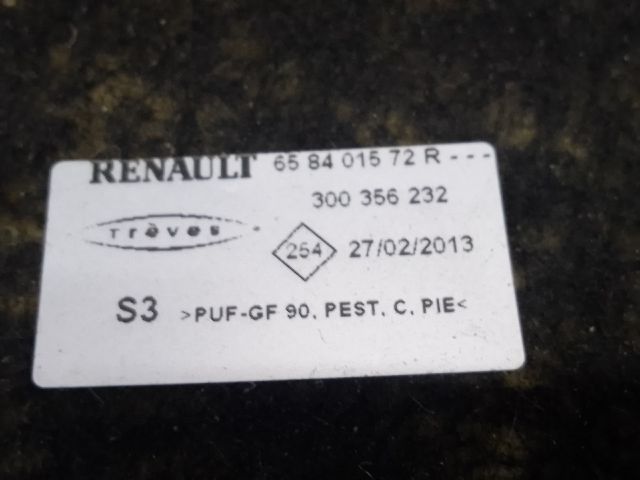 RENAULT 65 84 015 72 R - - -
300 356 232
Trèves
254 27/02/2013
S3 >PUF-GF 90, PEST, C, PIE<